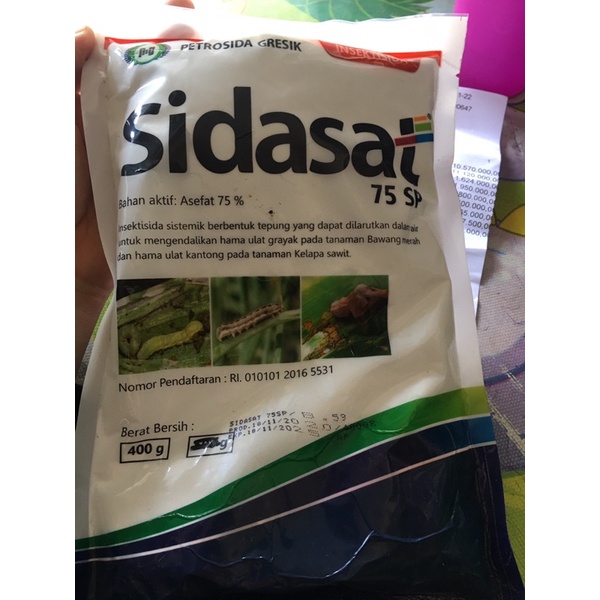 PETROSIDA GRESIK
Sidasat
75 SP
Bahan aktif: Asefat 75 %
Insektisida sistemik berbentuk tepung yang dapat dilarutkan dalam air
untuk mengendalikan hama ulat grayak pada tanaman Bawang merah
dan hama ulat kantong pada tanaman Kelapa sawit.
Nomor Pendaftaran : RI. 010101 2016 5531
Berat Bersih :
400 g
SIDASAT 75SP/